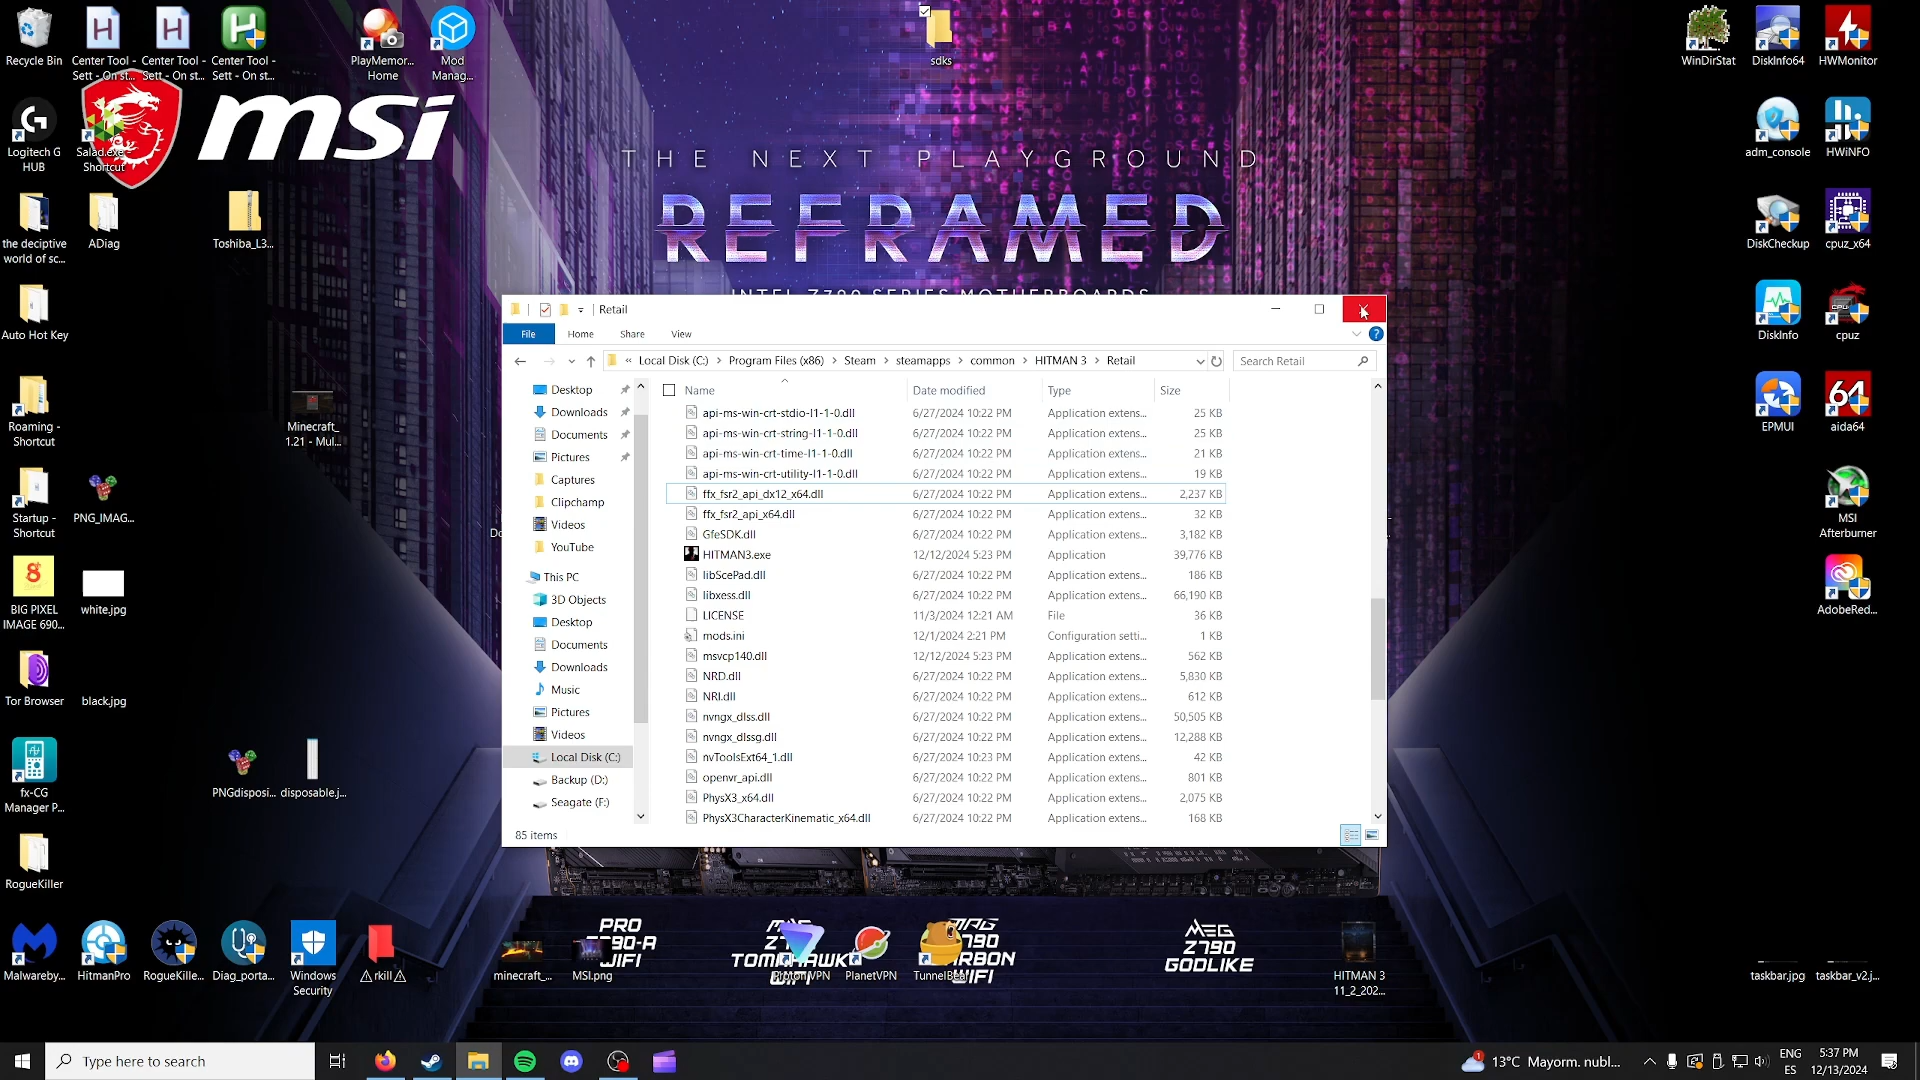 Recycle Bin
Center Tool -
Sett - On st...
Center Tool -
Sett - On st...
Center Tool -
Sett - On st...
PlayMemor...
Home
Mod
Manag...
sdks
WinDirStat
DiskInfo64
HWMonitor
msi
Logitech G
HUB
Salad.exe -
Shortcut
adm_console
HWiNFO
THE NEXT PLAYGROUND
REFRAMED
INTEL Z790 SERIES MOTHERBOARDS
the deciptive
world of sc...
ADiag
Toshiba_L3...
DiskCheckup
cpuz_x64
Auto Hot Key
DiskInfo
cpuz
Roaming -
Shortcut
Minecraft_
1.21 - Mul...
EPMUI
64
aida64
Startup -
Shortcut
PNG_IMAG...
MSI
Afterburner
BIG PIXEL
IMAGE 690...
white.jpg
AdobeRed...
Tor Browser
black.jpg
fx-CG
Manager P...
PNGdisposi...
disposable.j...
RogueKiller
Retail
File
Home
Share
View
« Local Disk (C:) > Program Files (x86) > Steam > steamapps > common > HITMAN 3 > Retail
Search Retail
Desktop
Downloads
Documents
Pictures
Captures
Clipchamp
Videos
YouTube
This PC
3D Objects
Desktop
Documents
Downloads
Music
Pictures
Videos
Local Disk (C:)
Backup (D:)
Seagate (F:)
Name Date modified Type Size
api-ms-win-crt-stdio-l1-1-0.dll 6/27/2024 10:22 PM Application extens... 25 KB
api-ms-win-crt-string-l1-1-0.dll 6/27/2024 10:22 PM Application extens... 25 KB
api-ms-win-crt-time-l1-1-0.dll 6/27/2024 10:22 PM Application extens... 21 KB
api-ms-win-crt-utility-l1-1-0.dll 6/27/2024 10:22 PM Application extens... 19 KB
ffx_fsr2_api_dx12_x64.dll 6/27/2024 10:22 PM Application extens... 2,237 KB
ffx_fsr2_api_x64.dll 6/27/2024 10:22 PM Application extens... 32 KB
GfeSDK.dll 6/27/2024 10:22 PM Application extens... 3,182 KB
HITMAN3.exe 12/12/2024 5:23 PM Application 39,776 KB
libScePad.dll 6/27/2024 10:22 PM Application extens... 186 KB
libxess.dll 6/27/2024 10:22 PM Application extens... 66,190 KB
LICENSE 11/3/2024 12:21 AM File 36 KB
mods.ini 12/1/2024 2:21 PM Configuration setti... 1 KB
msvcp140.dll 12/12/2024 5:23 PM Application extens... 562 KB
NRD.dll 6/27/2024 10:22 PM Application extens... 5,830 KB
NRI.dll 6/27/2024 10:22 PM Application extens... 612 KB
nvngx_dlss.dll 6/27/2024 10:22 PM Application extens... 50,505 KB
nvngx_dlssg.dll 6/27/2024 10:22 PM Application extens... 12,288 KB
nvToolsExt64_1.dll 6/27/2024 10:23 PM Application extens... 42 KB
openvr_api.dll 6/27/2024 10:22 PM Application extens... 801 KB
PhysX3_x64.dll 6/27/2024 10:22 PM Application extens... 2,075 KB
PhysX3CharacterKinematic_x64.dll 6/27/2024 10:22 PM Application extens... 168 KB
85 items
Malwareby...
HitmanPro
RogueKille...
Diag_porta...
Windows
Security
⚠rkill⚠
minecraft_...
MSI.png
ProtonVPN
PlanetVPN
TunnelBear
HITMAN 3
11_2_202...
taskbar.jpg
taskbar_v2.j...
PRO
Z790-A
WIFI
MAG
Z790
TOMAHAWK
WIFI
MPG
Z790
CARBON
WIFI
MEG
Z790
GODLIKE
Type here to search
1
13°C Mayorm. nubl...
ENG
ES
5:37 PM
12/13/2024